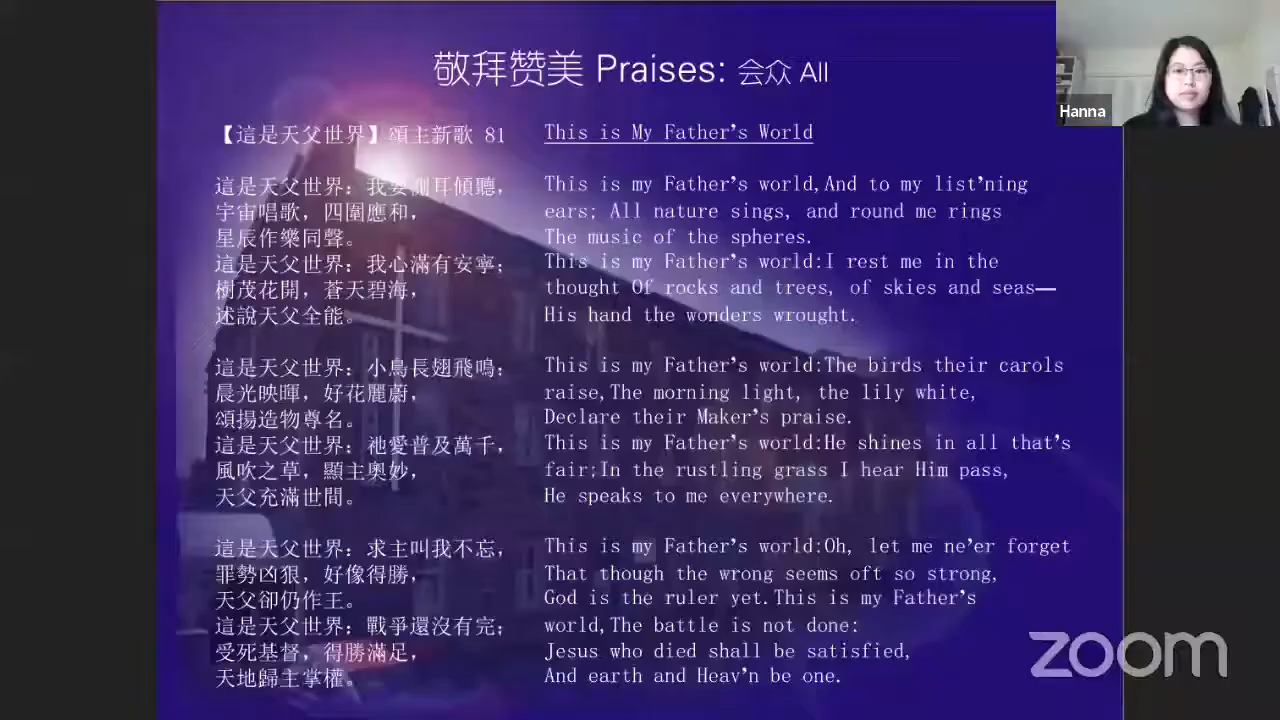 敬拜赞美 Praises: 会众 All
Hanna
【這是天父世界】頌主新歌 81
這是天父世界：我要側耳傾聽，
宇宙唱歌，四圍應和，
星辰作樂同聲。
這是天父世界：我心滿有安寧；
樹茂花開，蒼天碧海，
述說天父全能。
這是天父世界：小鳥長翅飛鳴；
晨光映暉，好花麗蔚，
頌揚造物尊名。
這是天父世界：祂愛普及萬千，
風吹之草，顯主奧妙，
天父充滿世間。
這是天父世界：求主叫我不忘，
罪勢凶狠，好像得勝，
天父卻仍作王。
這是天父世界：戰爭還沒有完；
受死基督，得勝滿足，
天地歸主掌權。
This is My Father’s World
This is my Father’s world,And to my list’ning
ears; All nature sings, and round me rings
The music of the spheres.
This is my Father’s world:I rest me in the
thought Of rocks and trees, of skies and seas—
His hand the wonders wrought.
This is my Father’s world:The birds their carols
raise,The morning light, the lily white,
Declare their Maker’s praise.
This is my Father’s world:He shines in all that’s
fair;In the rustling grass I hear Him pass,
He speaks to me everywhere.
This is my Father’s world:Oh, let me ne’er forget
That though the wrong seems oft so strong,
God is the ruler yet.This is my Father’s
world,The battle is not done:
Jesus who died shall be satisfied,
And earth and Heav’n be one.
zoom